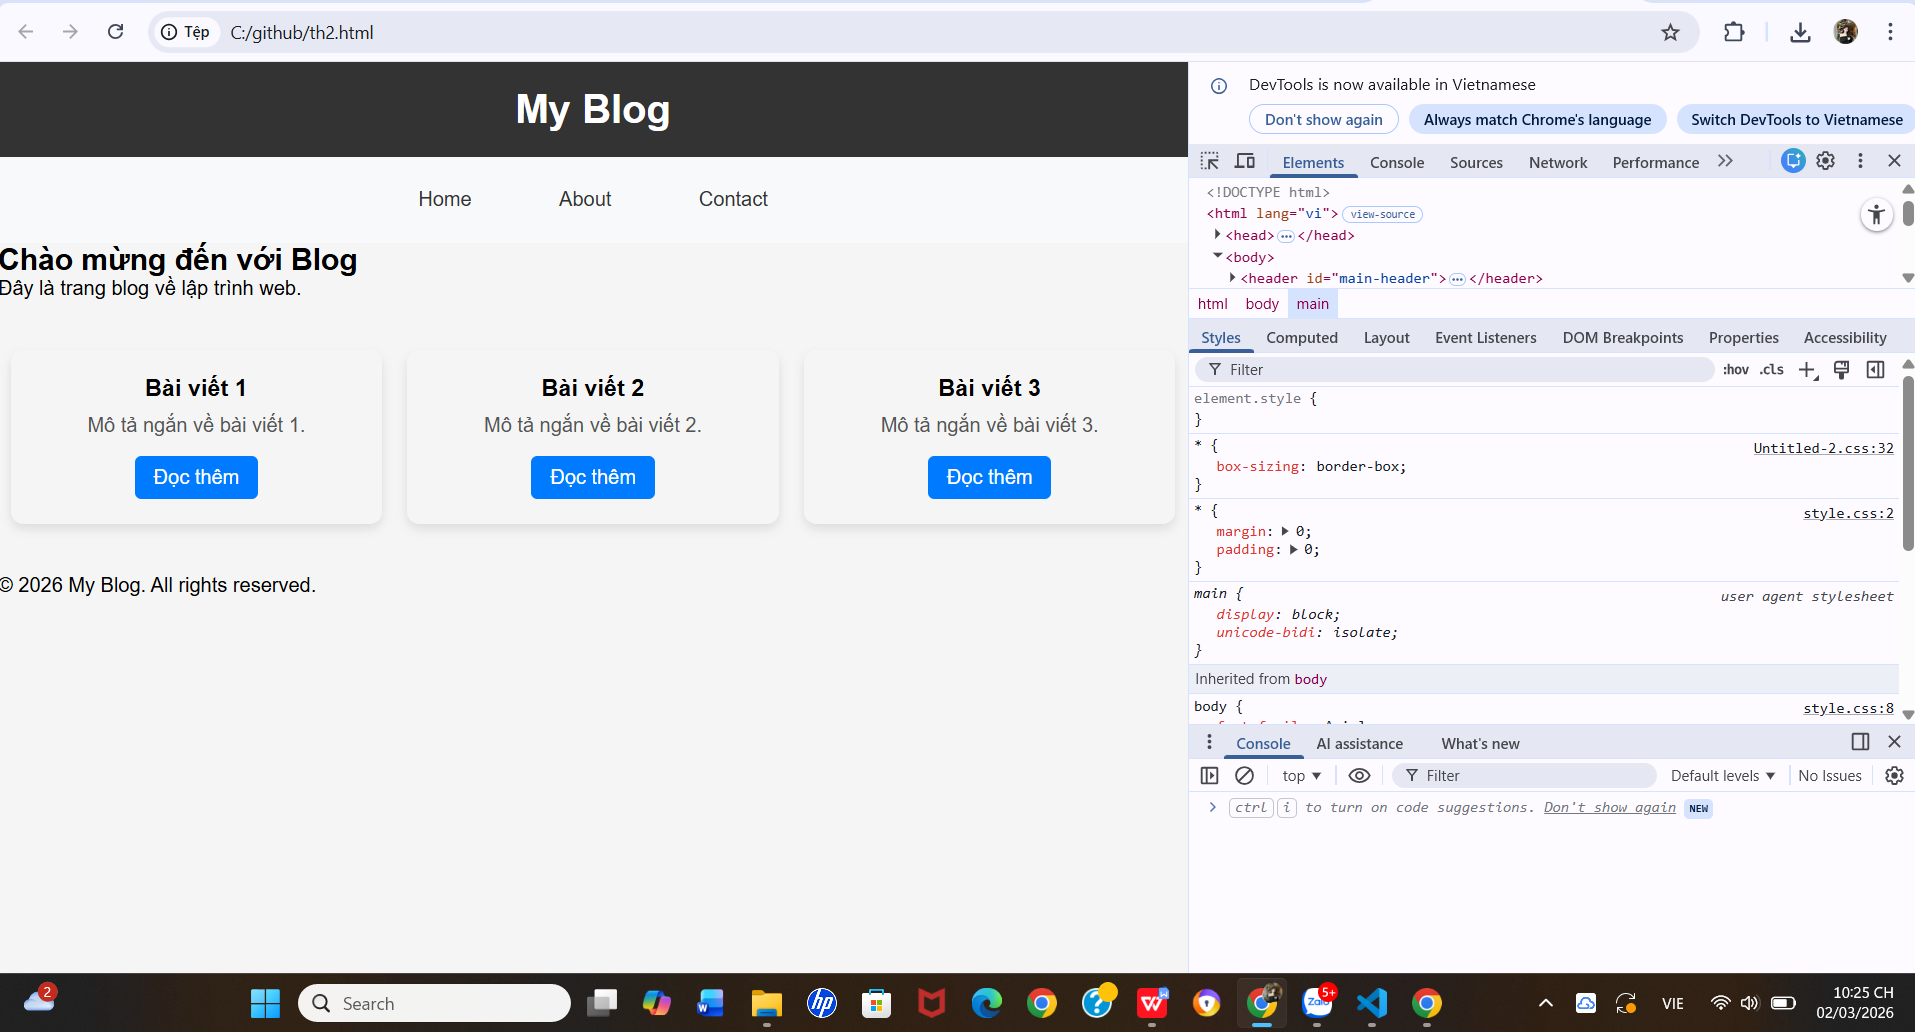 Tệp C:/github/th2.html
My Blog
Home About Contact
Chào mừng đến với Blog
Đây là trang blog về lập trình web.
Bài viết 1
Mô tả ngắn về bài viết 1.
Đọc thêm
Bài viết 2
Mô tả ngắn về bài viết 2.
Đọc thêm
Bài viết 3
Mô tả ngắn về bài viết 3.
Đọc thêm
© 2026 My Blog. All rights reserved.
DevTools is now available in Vietnamese
Don't show again Always match Chrome's language Switch DevTools to Vietnamese
Elements Console Sources Network Performance
<!DOCTYPE html>
<html lang="vi"> view-source
<head> ••• </head>
<body>
<header id="main-header"> ••• </header>
html body main
Styles Computed Layout Event Listeners DOM Breakpoints Properties Accessibility
Filter :hov .cls
element.style {
}
* { Untitled-2.css:32
box-sizing: border-box;
}
* { style.css:2
margin: 0;
padding: 0;
}
main { user agent stylesheet
display: block;
unicode-bidi: isolate;
}
Inherited from body
body { style.css:8
Console AI assistance What's new
top Filter Default levels No Issues
ctrl i to turn on code suggestions. Don't show again NEW
2 Search 5+ Zalo VIE 10:25 CH
02/03/2026